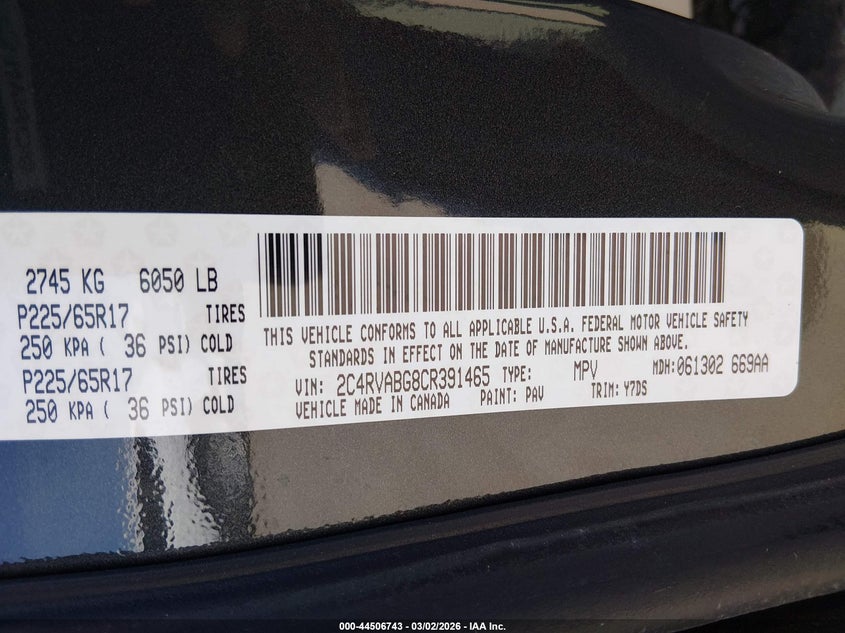 2745 KG 6050 LB
P225/65R17 TIRES
250 KPA ( 36 PSI) COLD
P225/65R17 TIRES
250 KPA ( 36 PSI) COLD
THIS VEHICLE CONFORMS TO ALL APPLICABLE U.S.A. FEDERAL MOTOR VEHICLE SAFETY
STANDARDS IN EFFECT ON THE DATE OF MANUFACTURE SHOWN ABOVE.
VIN: 2C4RVABG8CR391465 TYPE: MPV MDH:061302 669AA
VEHICLE MADE IN CANADA PAINT: PAV TRIM: Y7DS
000-44506743 - 03/02/2026 - IAA Inc.